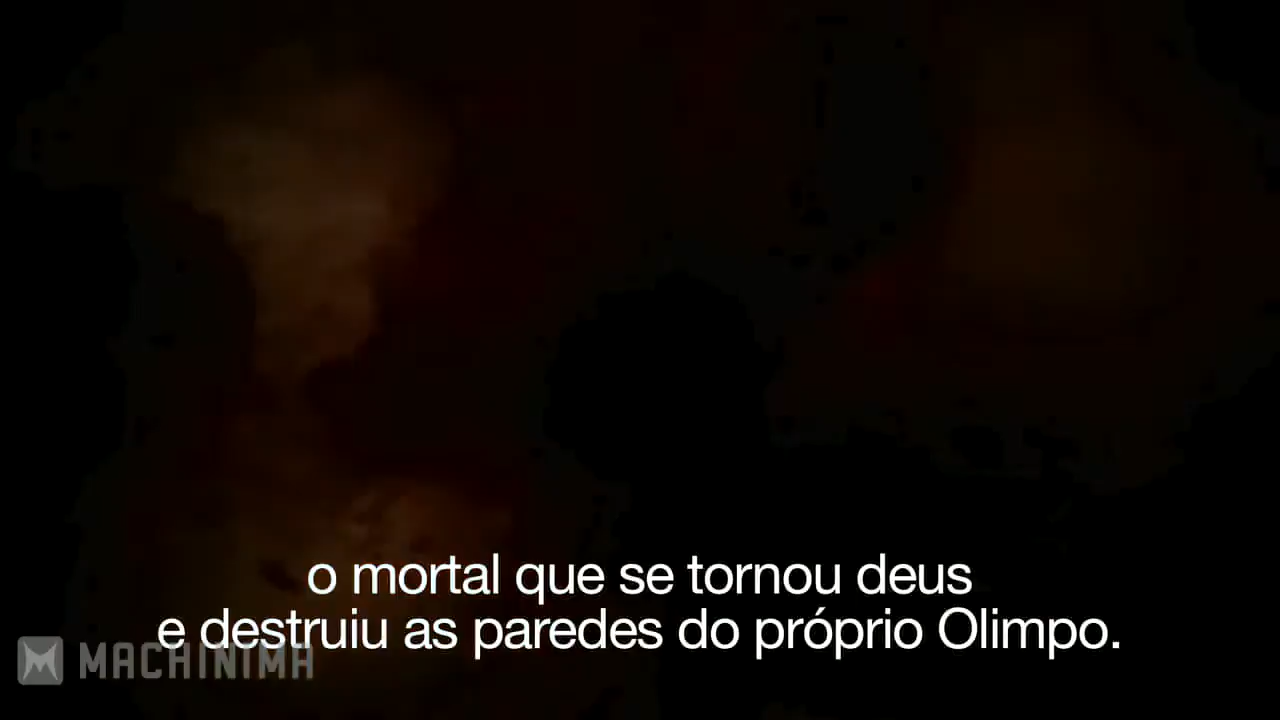 o mortal que se tornou deus
e destruiu as paredes do próprio Olimpo.
MACHINIMA